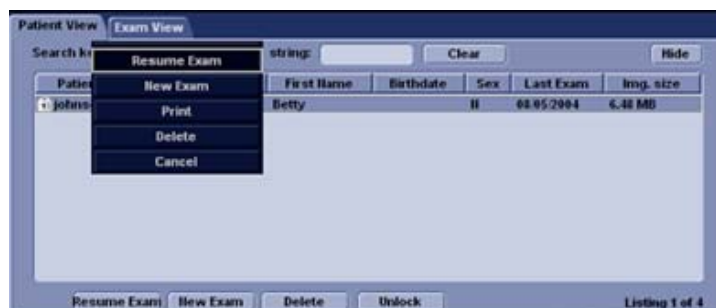 Patient View Exam View
Search string: Clear Hide
Resume Exam
First Name Birthdate Sex Last Exam Img. size
New Exam
johns Betty 08/05/2004 6.48 MB
Print
Delete
Cancel
Resume Exam New Exam Delete Unlock Listing 1 of 4